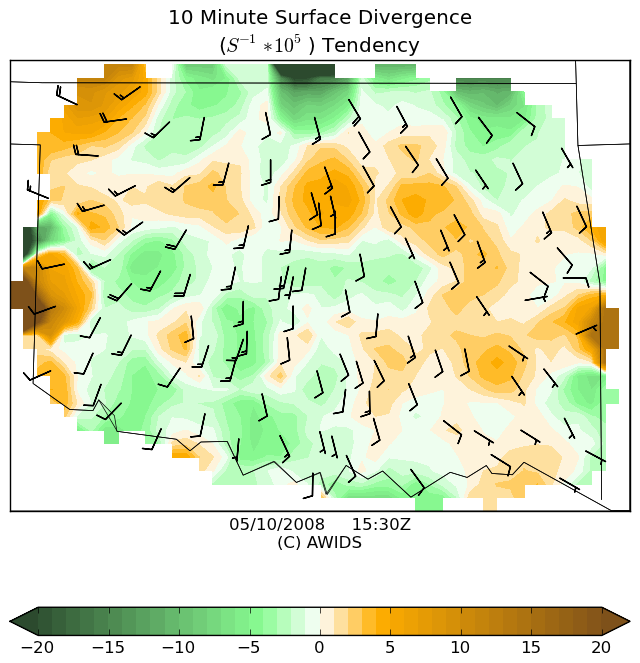 10 Minute Surface Divergence
(S⁻¹ *10⁵ ) Tendency
05/10/2008 15:30Z
(C) AWIDS
−20 −15 −10 −5 0 5 10 15 20